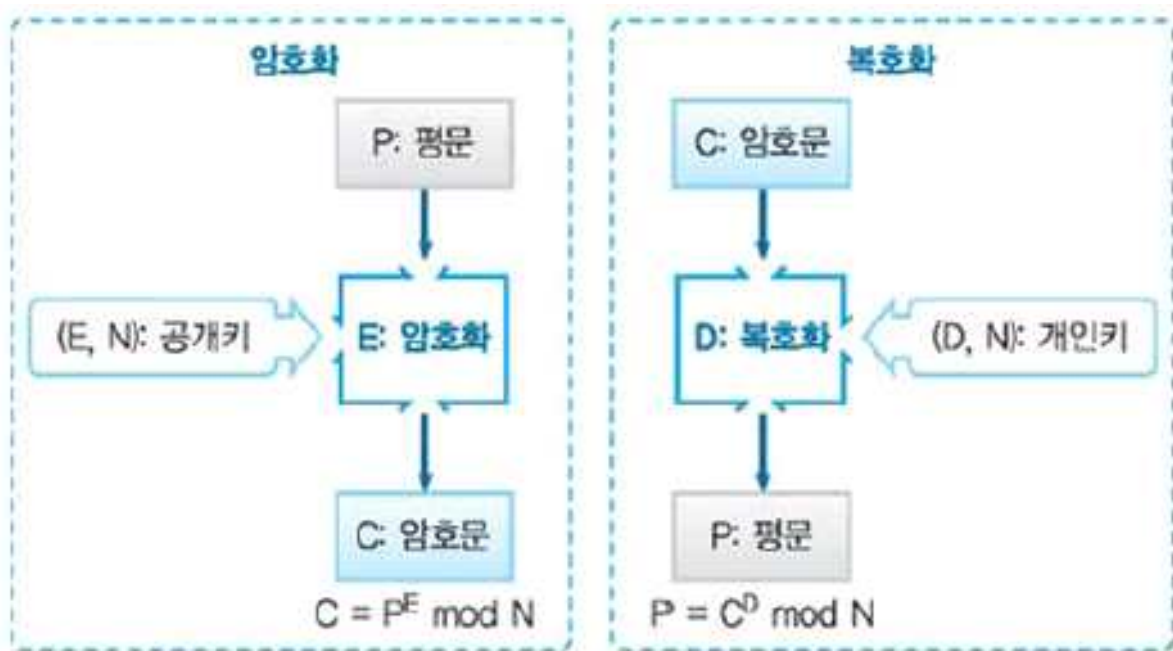 암호화
P: 평문
(E, N): 공개키
E: 암호화
C: 암호문
C = P^E mod N
복호화
C: 암호문
D: 복호화
(D, N): 개인키
P: 평문
P = C^D mod N